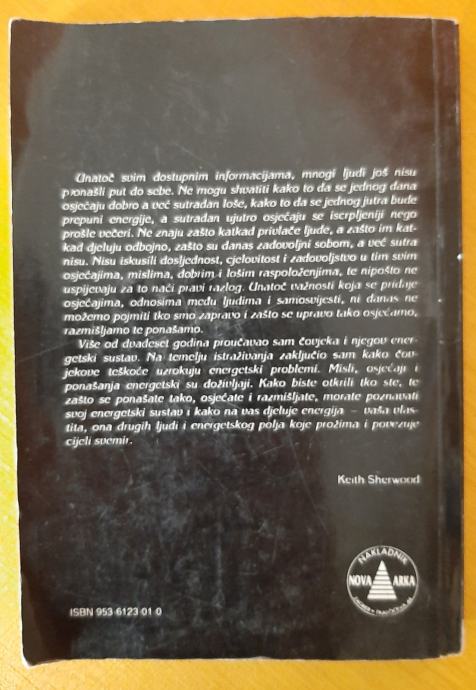 Unatoč svim dostupnim informacijama, mnogi ljudi još nisu
pronašli put do sebe. Ne mogu shvatiti kako to da se jednog dana
osjećaju dobro a već sutradan loše, kako to da se jednog jutra bude
prepuni energije, a sutradan ujutro osjećaju se iscrpljeniji nego
prošle večeri. Ne znaju zašto katkad privlače ljude, a zašto im kat-
kad djeluju odbojno, zašto su danas zadovoljni sobom, a već sutra
nisu. Nisu iskusili dosljednost, cjelovitost i zadovoljstvo u tim svim
osjećajima, mislima, dobrim i lošim raspoloženjima, te nipošto ne
uspijevaju za to naći pravi razlog. Unatoč važnosti koja se pridaje
osjećajima, odnosima među ljudima i samosvijesti, ni danas ne
možemo pojmiti tko smo zapravo i zašto se upravo tako osjećamo,
razmišljamo te ponašamo.
Više od dvadeset godina proučavao sam čovjeka i njegov ener-
getski sustav. Na temelju istraživanja zaključio sam kako čov-
jekove teškoće uzrokuju energetski problemi. Misli, osjećaji i
ponašanja energetski su doživljaji. Kako biste otkrili tko ste, te
zašto se ponašate tako, osjećate i razmišljate, morate poznavati
svoj energetski sustav i kako na vas djeluje energija – vaša vlas-
tita, ona drugih ljudi i energetskog polja koje prožima i povezuje
cijeli svemir.
Keith Sherwood
NAKLADNIK
NOVA ARKA
ZAGREB
ISBN 953-6123-01-0